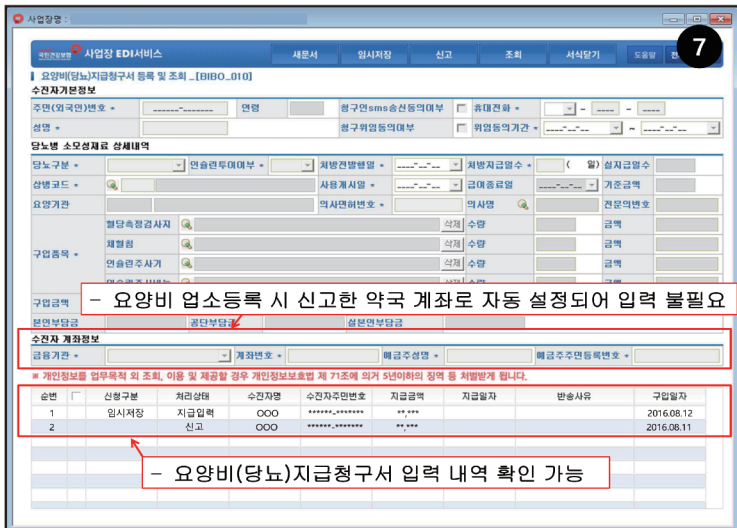 사업장명 :
7
국민건강보험 사업장 EDI서비스 새문서 임시저장 신고 조회 서식닫기 도움말
요양비(당뇨)지급청구서 등록 및 조회 _[BIBO_010]
수진자기본정보
주민(외국인)번호 * ______-_______ 연령 청구인sms송신동의여부 휴대전화 * - ____ - ____
성명 * 청구위임동의여부 위임동의기간 * ____-__-__ ~ ____-__-__
당뇨병 소모성재료 상세내역
당뇨구분 * 인슐린투여여부 * 처방전발행일 * ____-__-__ 처방지급일수 * ( 일) 실지급일수
상병코드 * 사용개시일 * ____-__-__ 급여종료일 ____-__-__ 기준금액
요양기관 의사면허번호 * 의사명 전문의번호
구입품목 *
혈당측정검사지 삭제 수량 금액
채혈침 삭제 수량 금액
인슐린주사기 삭제 수량 금액
구입금액
- 요양비 업소등록 시 신고한 약국 계좌로 자동 설정되어 입력 불필요
본인부담금 공단부담금 실본인부담금
수진자 계좌정보
금융기관 * 계좌번호 * 예금주성명 * 예금주주민등록번호 *
※ 개인정보를 업무목적 외 조회, 이용 및 제공할 경우 개인정보보호법 제 71조에 의거 5년이하의 징역 등 처벌받게 됩니다.
순번 신청구분 처리상태 수진자명 수진자주민번호 지급금액 지급일자 반송사유 구입일자
1 임시저장 지급입력 OOO ******-******* **,*** 2016.08.12
2 신고 OOO ******-******* **,*** 2016.08.11
- 요양비(당뇨)지급청구서 입력 내역 확인 가능